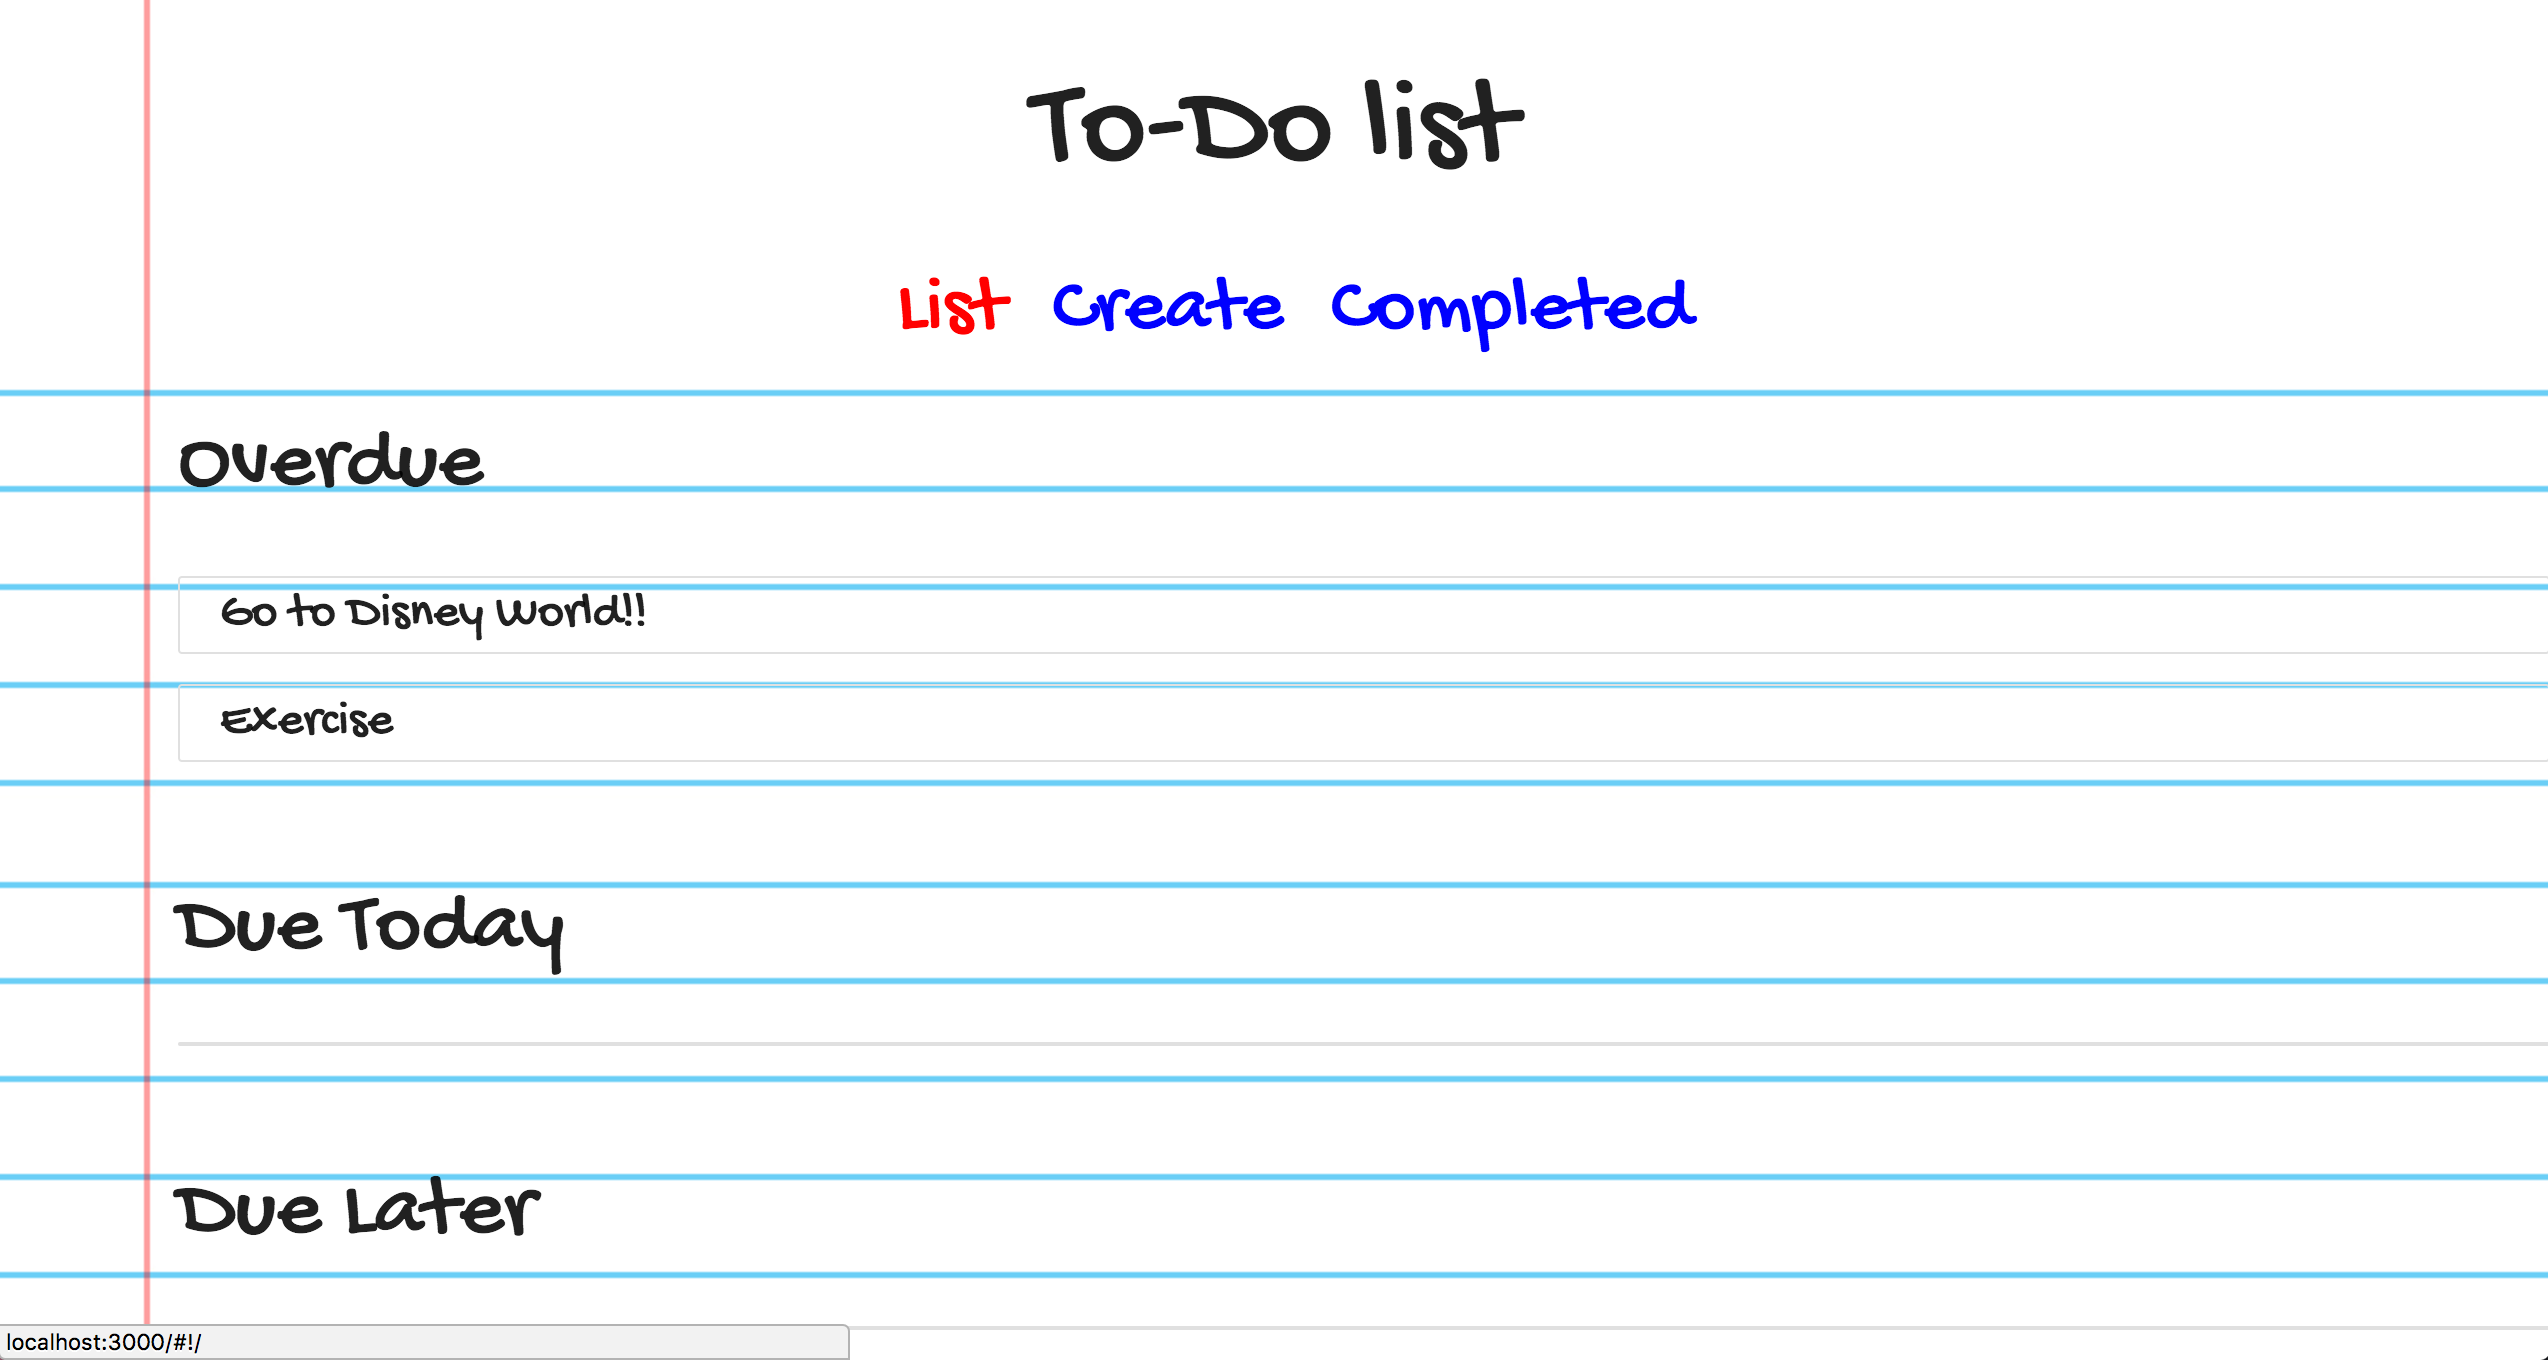 To-Do list
List Create Completed
Overdue
Go to Disney World!!
Exercise
Due Today
Due Later
localhost:3000/#!/